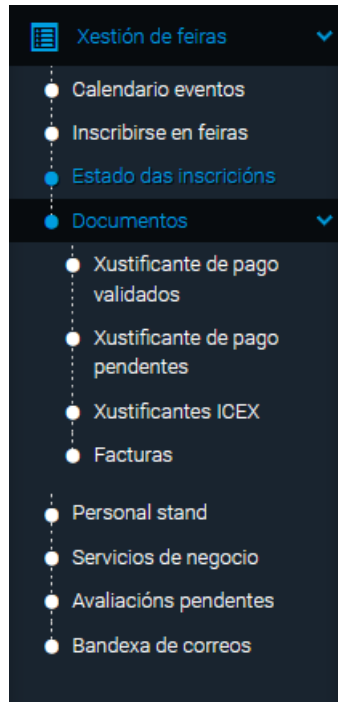 Xestión de feiras
Calendario eventos
Inscribirse en feiras
Estado das inscricións
Documentos
Xustificante de pago
validados
Xustificante de pago
pendentes
Xustificantes ICEX
Facturas
Personal stand
Servicios de negocio
Avaliacións pendentes
Bandexa de correos